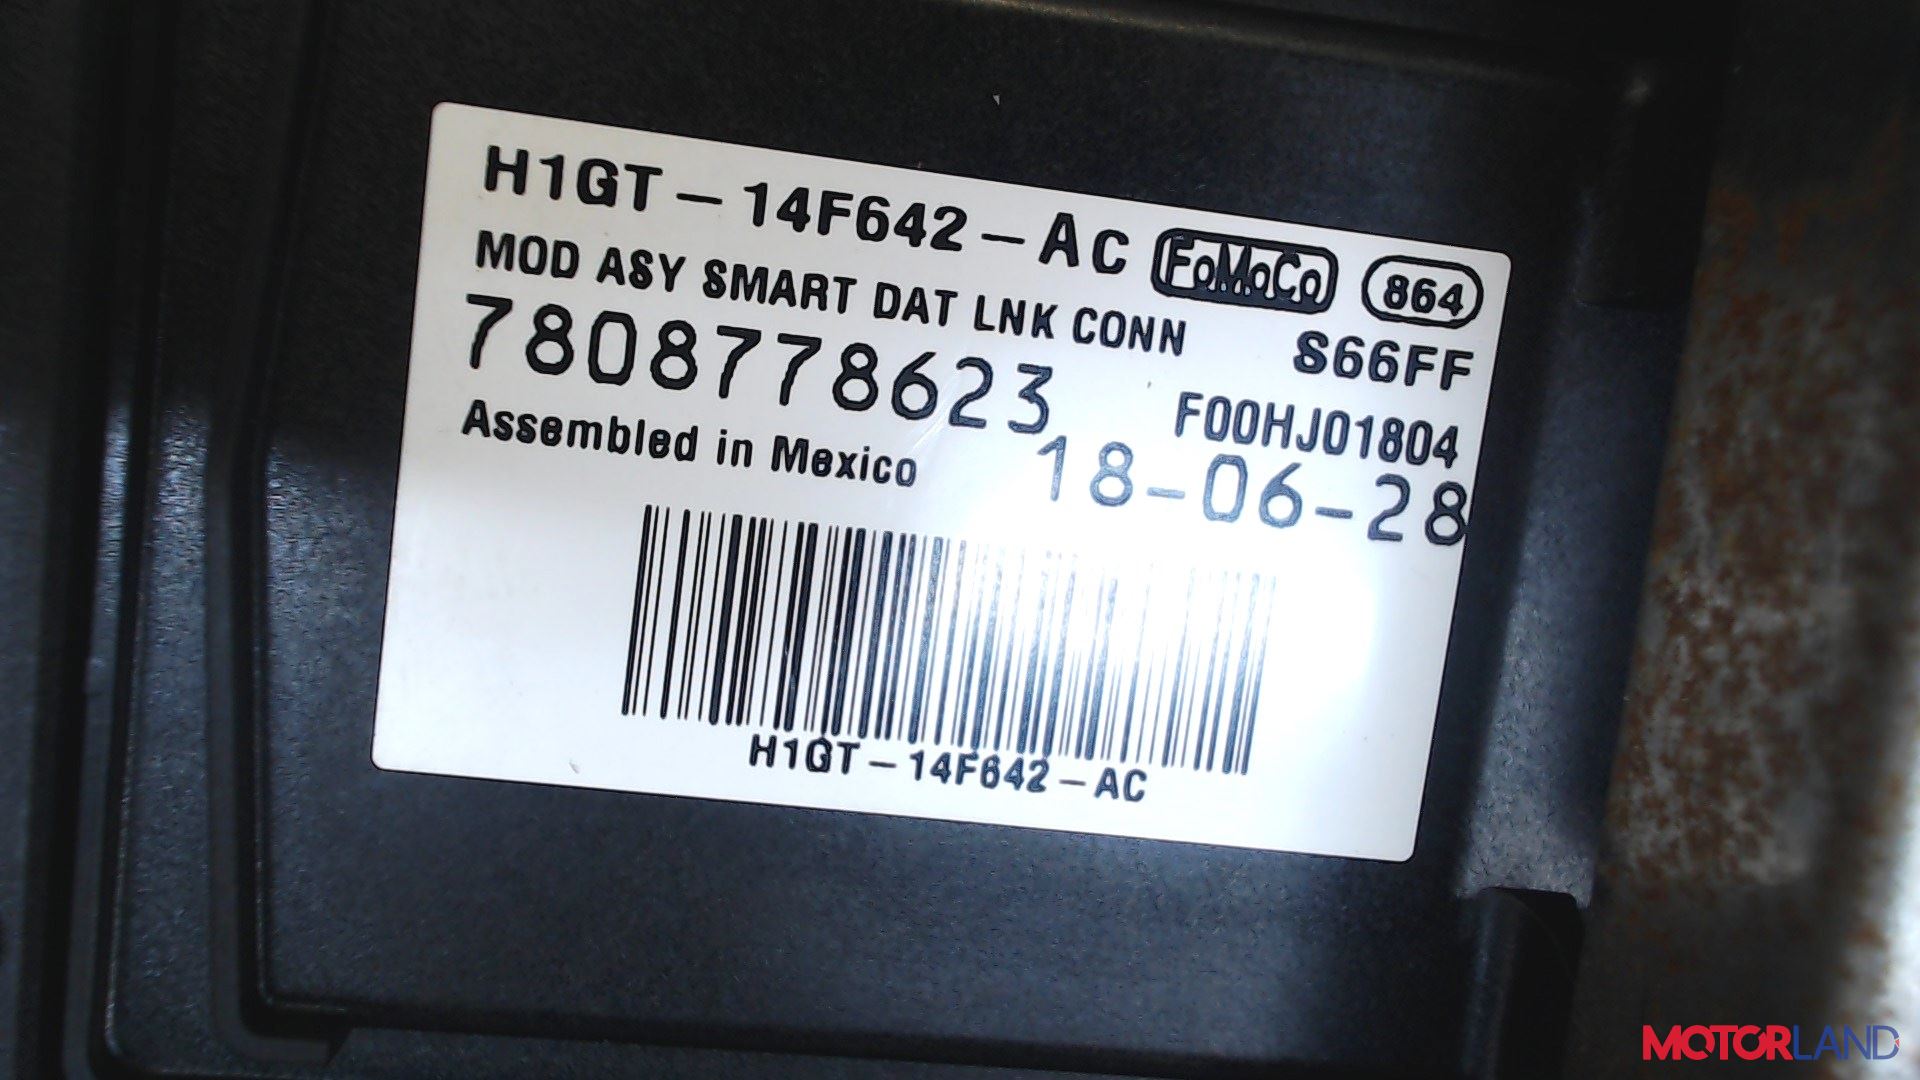 H1GT-14F642-AC FoMoCo 864
MOD ASY SMART DAT LNK CONN S66FF
7808778623 F00HJ01804
Assembled in Mexico 18-06-28
H1GT-14F642-AC
MOTORLAND